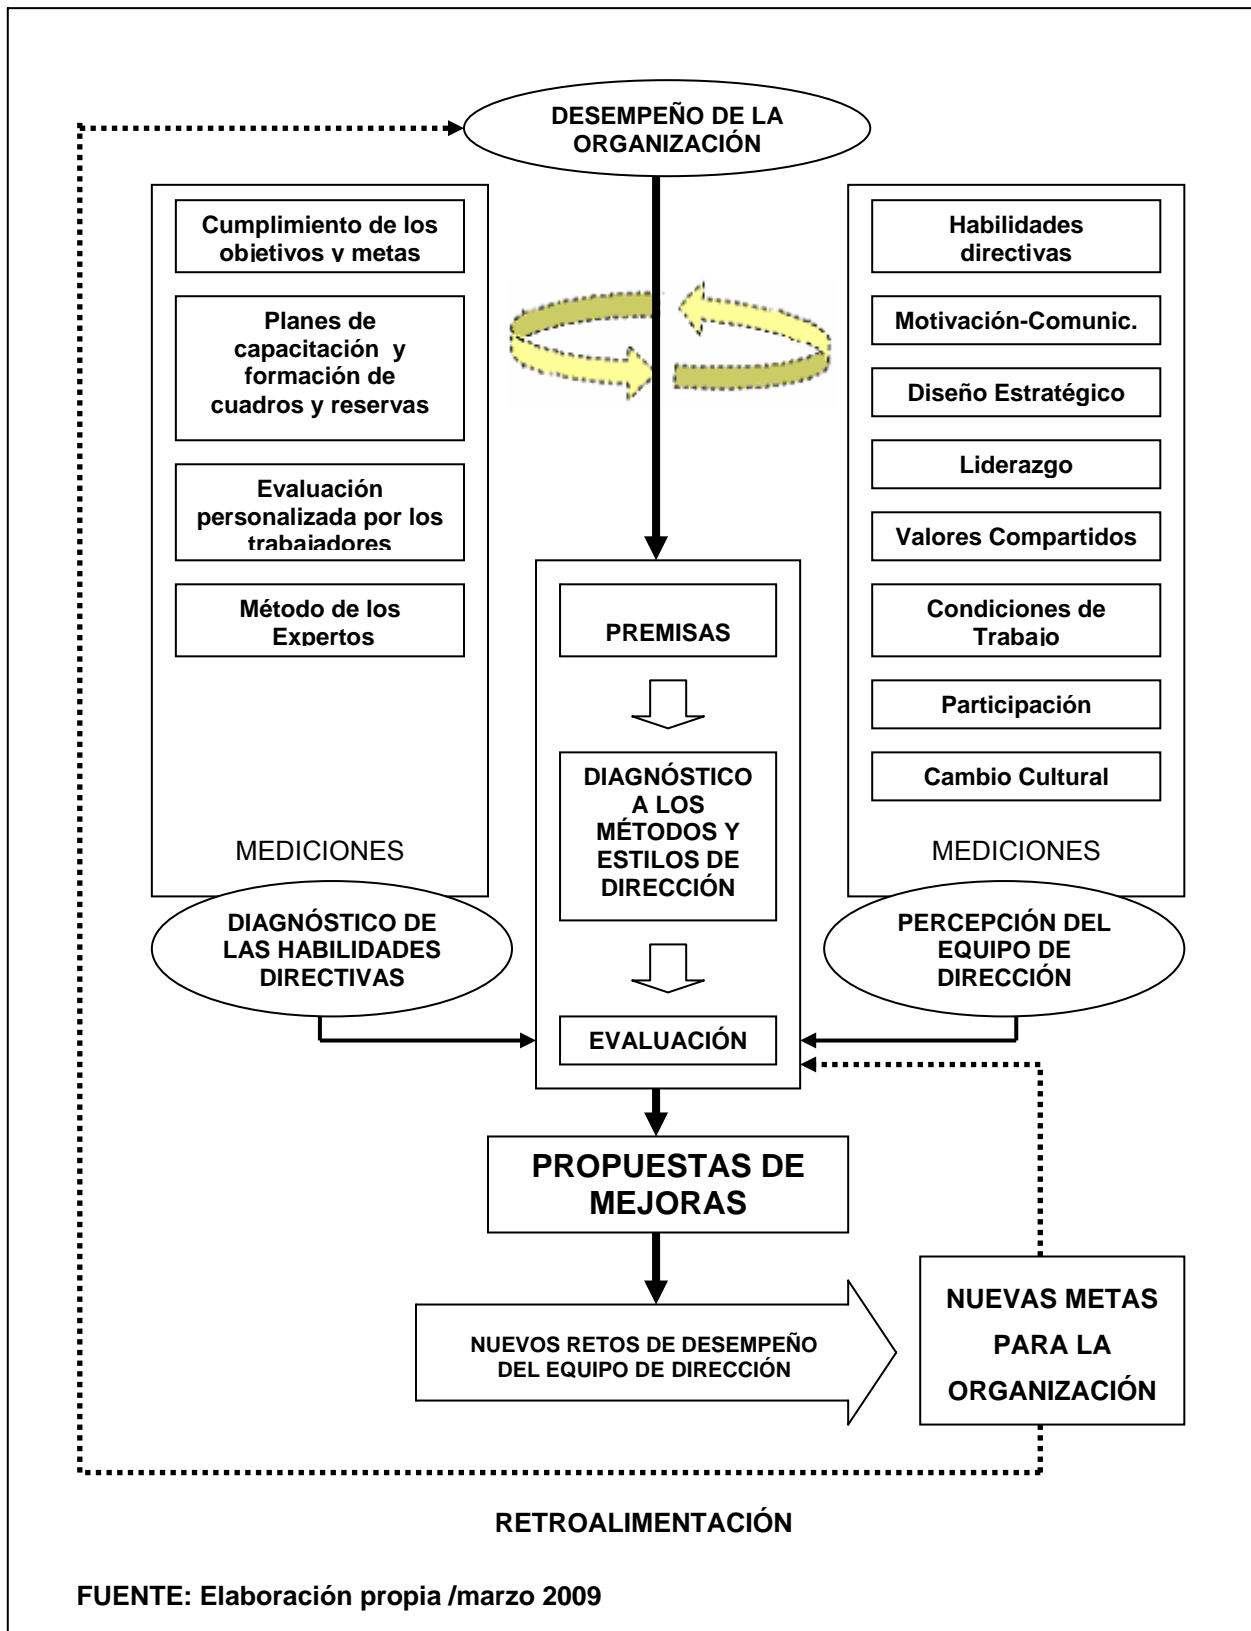 DESEMPEÑO DE LA
ORGANIZACIÓN
Cumplimiento de los
objetivos y metas
Planes de
capacitación y
formación de
cuadros y reservas
Evaluación
personalizada por los
trabajadores
Método de los
Expertos
MEDICIONES
DIAGNÓSTICO DE
LAS HABILIDADES
DIRECTIVAS
PREMISAS
DIAGNÓSTICO
A LOS
MÉTODOS Y
ESTILOS DE
DIRECCIÓN
EVALUACIÓN
Habilidades
directivas
Motivación-Comunic.
Diseño Estratégico
Liderazgo
Valores Compartidos
Condiciones de
Trabajo
Participación
Cambio Cultural
MEDICIONES
PERCEPCIÓN DEL
EQUIPO DE
DIRECCIÓN
PROPUESTAS DE
MEJORAS
NUEVOS RETOS DE DESEMPEÑO
DEL EQUIPO DE DIRECCIÓN
NUEVAS METAS
PARA LA
ORGANIZACIÓN
RETROALIMENTACIÓN
FUENTE: Elaboración propia /marzo 2009